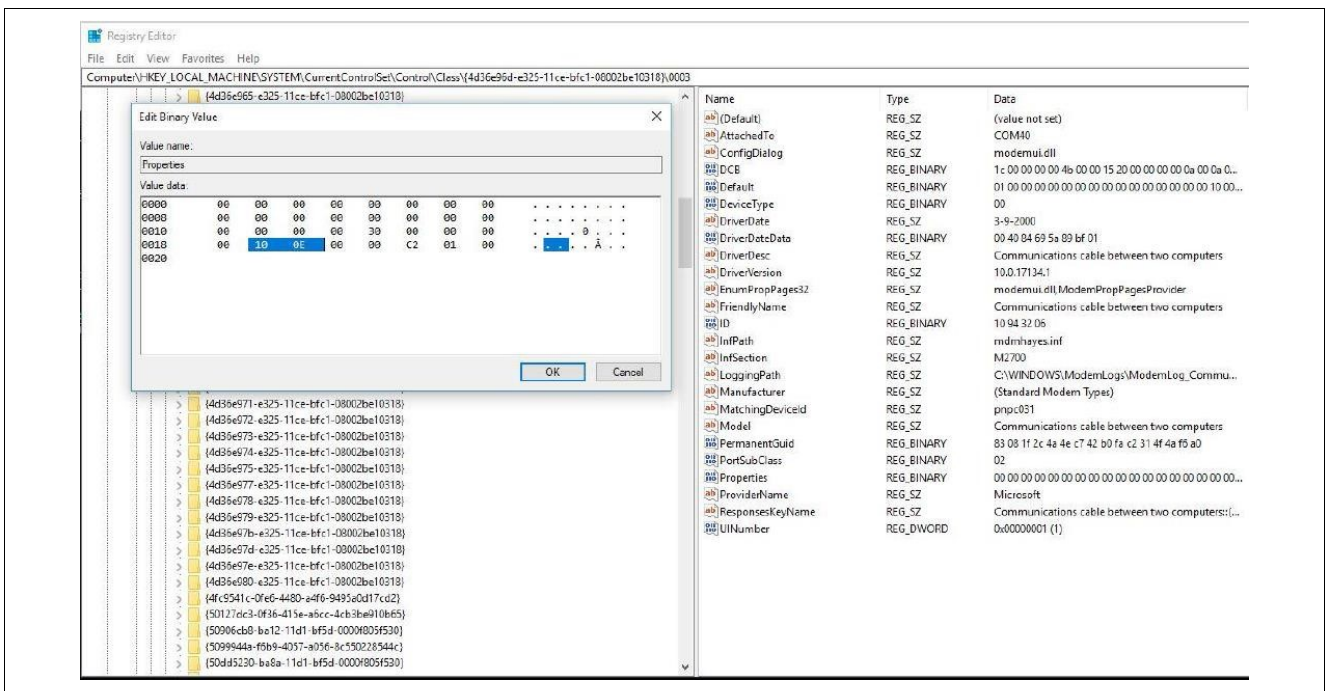 Registry Editor
File Edit View Favorites Help
Computer\HKEY_LOCAL_MACHINE\SYSTEM\CurrentControlSet\Control\Class\{4d36e96d-e325-11ce-bfc1-08002be10318}\0003
{4d36e965-e325-11ce-bfc1-08002be10318}
Edit Binary Value
Value name:
Properties
Value data:
0000 00 00 00 00 00 00 00 00 . . . . . . . .
0008 00 00 00 00 00 00 00 00 . . . . . . . .
0010 00 00 00 00 30 00 00 00 . . . . 0 . . .
0018 00 10 0E 00 00 C2 01 00 . . . . . Â . .
0020
OK Cancel
{4d36e971-e325-11ce-bfc1-08002be10318}
{4d36e972-e325-11ce-bfc1-08002be10318}
{4d36e973-e325-11ce-bfc1-08002be10318}
{4d36e974-e325-11ce-bfc1-08002be10318}
{4d36e975-e325-11ce-bfc1-08002be10318}
{4d36e977-e325-11ce-bfc1-08002be10318}
{4d36e978-e325-11ce-bfc1-08002be10318}
{4d36e979-e325-11ce-bfc1-08002be10318}
{4d36e97b-e325-11ce-bfc1-08002be10318}
{4d36e97d-e325-11ce-bfc1-08002be10318}
{4d36e97e-e325-11ce-bfc1-08002be10318}
{4d36e980-e325-11ce-bfc1-08002be10318}
{4fc9541c-0fe6-4480-a4f6-9495a0d17cd2}
{50127dc3-0f36-415e-a6cc-4cb3be910b65}
{50906cb8-ba12-11d1-bf5d-0000f805f530}
{5099944a-f6b9-4057-a056-8c550228544c}
{50dd5230-ba8a-11d1-bf5d-0000f805f530}
Name Type Data
(Default) REG_SZ (value not set)
AttachedTo REG_SZ COM40
ConfigDialog REG_SZ modemui.dll
DCB REG_BINARY 1c 00 00 00 00 4b 00 00 15 20 00 00 00 00 0a 00 0a 0...
Default REG_BINARY 01 00 00 00 00 00 00 00 00 00 00 00 00 00 00 10 00...
DeviceType REG_BINARY 00
DriverDate REG_SZ 3-9-2000
DriverDateData REG_BINARY 00 40 84 69 5a 89 bf 01
DriverDesc REG_SZ Communications cable between two computers
DriverVersion REG_SZ 10.0.17134.1
EnumPropPages32 REG_SZ modemui.dll,ModemPropPagesProvider
FriendlyName REG_SZ Communications cable between two computers
ID REG_BINARY 10 94 32 06
InfPath REG_SZ mdmhayes.inf
InfSection REG_SZ M2700
LoggingPath REG_SZ C:\WINDOWS\ModemLogs\ModemLog_Commu...
Manufacturer REG_SZ (Standard Modem Types)
MatchingDeviceId REG_SZ pnpc031
Model REG_SZ Communications cable between two computers
PermanentGuid REG_BINARY 83 08 1f 2c 4a 4e c7 42 b0 fa c2 31 4f 4a f6 a0
PortSubClass REG_BINARY 02
Properties REG_BINARY 00 00 00 00 00 00 00 00 00 00 00 00 00 00 00 00 00...
ProviderName REG_SZ Microsoft
ResponsesKeyName REG_SZ Communications cable between two computers::(...
UINumber REG_DWORD 0x00000001 (1)